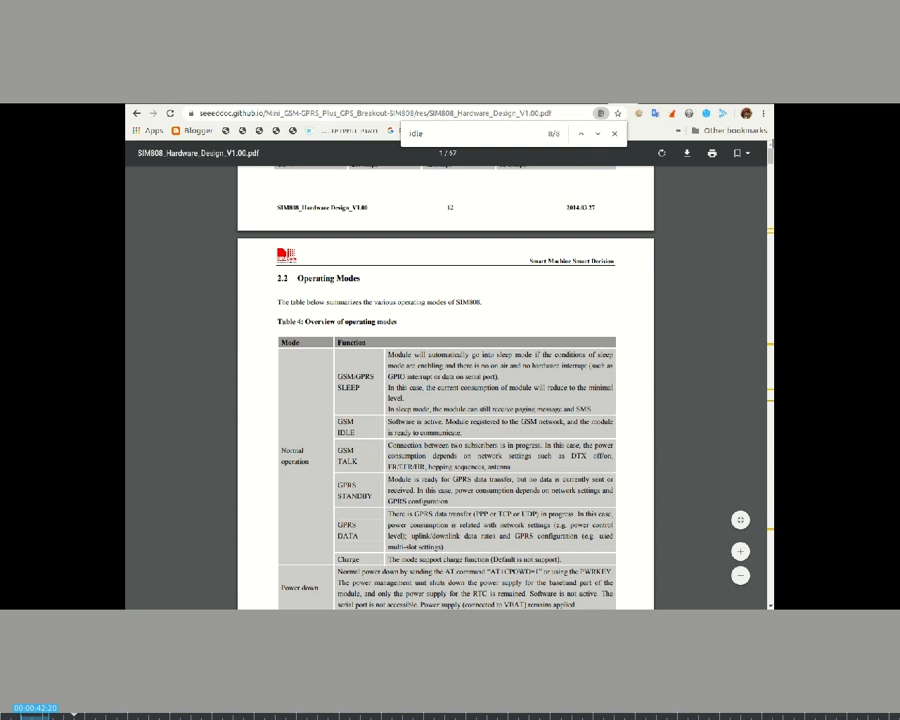 seeeddoc.github.io/Mini_GSM-GPRS_Plus_GPS_Breakout-SIM808/res/SIM808_Hardware_Design_V1.00.pdf
idle 8/8
Apps Blogger Other bookmarks
SIM808_Hardware_Design_V1.00.pdf 1 / 67
SIM808_Hardware Design_V1.00 12 2014-03-27
Smart Machine Smart Decision
2.2 Operating Modes
The table below summarizes the various operating modes of SIM808.
Table 4: Overview of operating modes
Mode Function
Normal operation
GSM/GPRS SLEEP
Module will automatically go into sleep mode if the conditions of sleep
mode are enabling and there is no on air and no hardware interrupt (such as
GPIO interrupt or data on serial port).
In this case, the current consumption of module will reduce to the minimal
level.
In sleep mode, the module can still receive paging message and SMS
GSM IDLE
Software is active. Module registered to the GSM network, and the module
is ready to communicate.
GSM TALK
Connection between two subscribers is in progress. In this case, the power
consumption depends on network settings such as DTX off/on,
FR/EFR/HR, hopping sequences, antenna
GPRS STANDBY
Module is ready for GPRS data transfer, but no data is currently sent or
received. In this case, power consumption depends on network settings and
GPRS configuration.
GPRS DATA
There is GPRS data transfer (PPP or TCP or UDP) in progress. In this case,
power consumption is related with network settings (e.g. power control
level); uplink/downlink data rates and GPRS configuration (e.g. used
multi-slot settings)
Charge The mode support charge function (Default is not support).
Power down
Normal power down by sending the AT command "AT+CPOWD=1" or using the PWRKEY.
The power management unit shuts down the power supply for the baseband part of the
module, and only the power supply for the RTC is remained. Software is not active. The
serial port is not accessible. Power supply (connected to VBAT) remains applied.
00:00:42.20